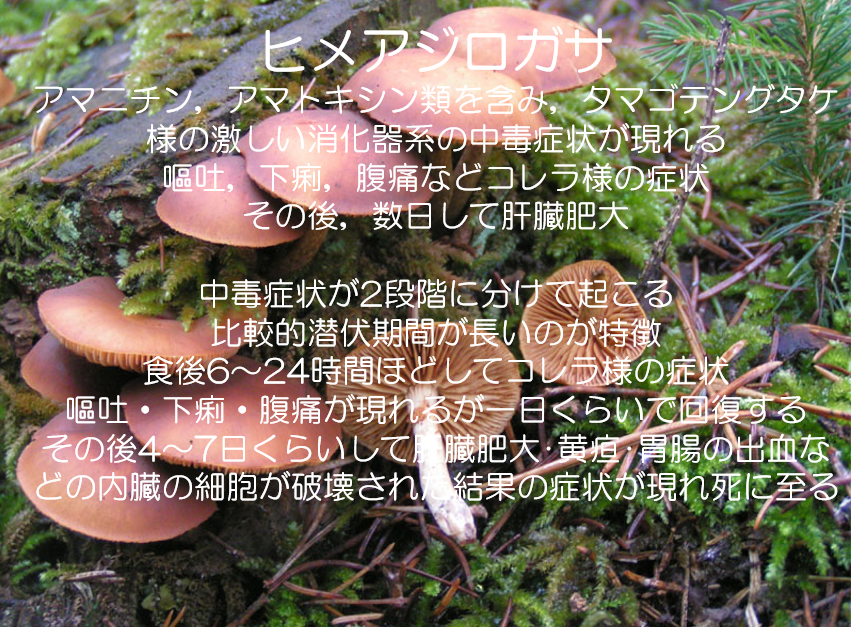 ヒメアジロガサ
アマニチン，アマトキシン類を含み，タマゴテングタケ
様の激しい消化器系の中毒症状が現れる
嘔吐，下痢，腹痛などコレラ様の症状
その後，数日して肝臓肥大
中毒症状が2段階に分けて起こる
比較的潜伏期間が長いのが特徴
食後6～24時間ほどしてコレラ様の症状
嘔吐・下痢・腹痛が現れるが一日くらいで回復する
その後4～7日くらいして肝臓肥大･黄疸･胃腸の出血な
どの内臓の細胞が破壊された結果の症状が現れ死に至る